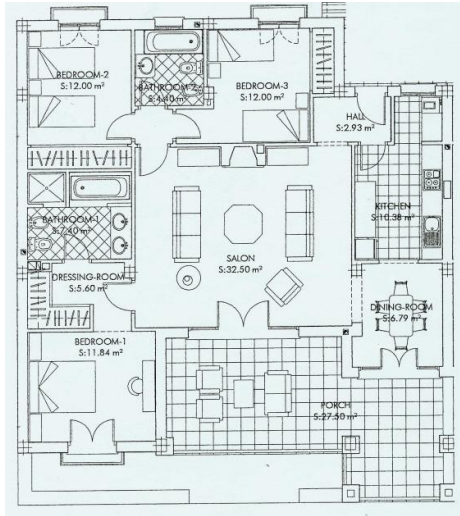 BEDROOM-2
S:12.00 m²
BATHROOM-2
S:4.40 m²
BEDROOM-3
S:12.00 m²
HALL
S:2.93 m²
KITCHEN
S:10.38 m²
BATHROOM-1
S:7.40 m²
SALON
S:32.50 m²
DRESSING-ROOM
S:5.60 m²
DINING-ROOM
S:6.79 m²
BEDROOM-1
S:11.84 m²
PORCH
S:27.50 m²